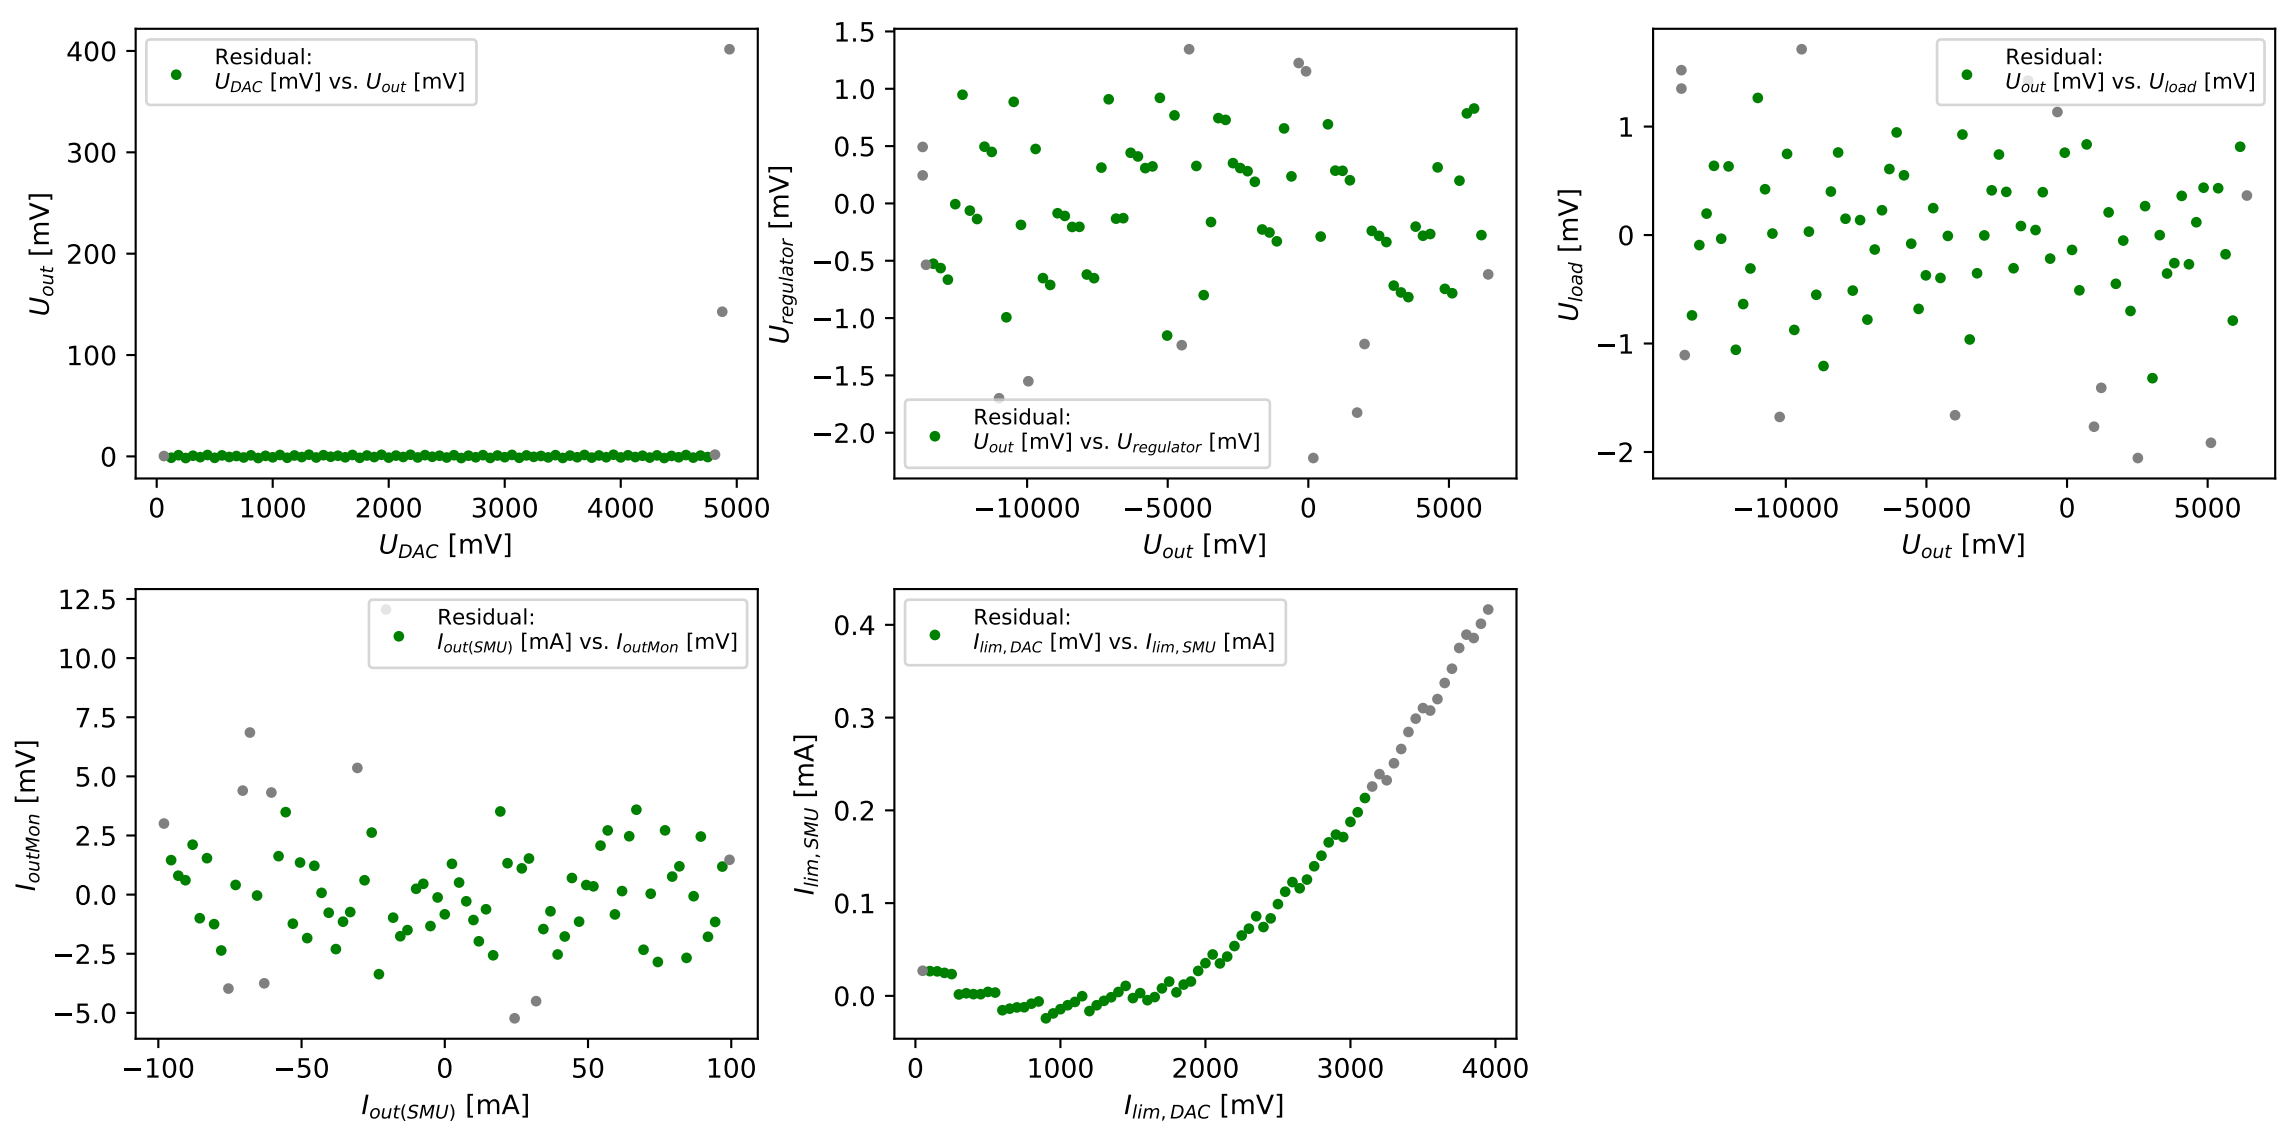 Residual:
U_DAC [mV] vs. U_out [mV]
400
300
200
100
0
U_out [mV]
0 1000 2000 3000 4000 5000
U_DAC [mV]
1.5
1.0
0.5
0.0
−0.5
−1.0
−1.5
−2.0
U_regulator [mV]
Residual:
U_out [mV] vs. U_regulator [mV]
−10000 −5000 0 5000
U_out [mV]
Residual:
U_out [mV] vs. U_load [mV]
1
0
−1
−2
U_load [mV]
−10000 −5000 0 5000
U_out [mV]
Residual:
I_out(SMU) [mA] vs. I_outMon [mV]
12.5
10.0
7.5
5.0
2.5
0.0
−2.5
−5.0
I_outMon [mV]
−100 −50 0 50 100
I_out(SMU) [mA]
Residual:
I_lim,DAC [mV] vs. I_lim,SMU [mA]
0.4
0.3
0.2
0.1
0.0
I_lim,SMU [mA]
0 1000 2000 3000 4000
I_lim,DAC [mV]